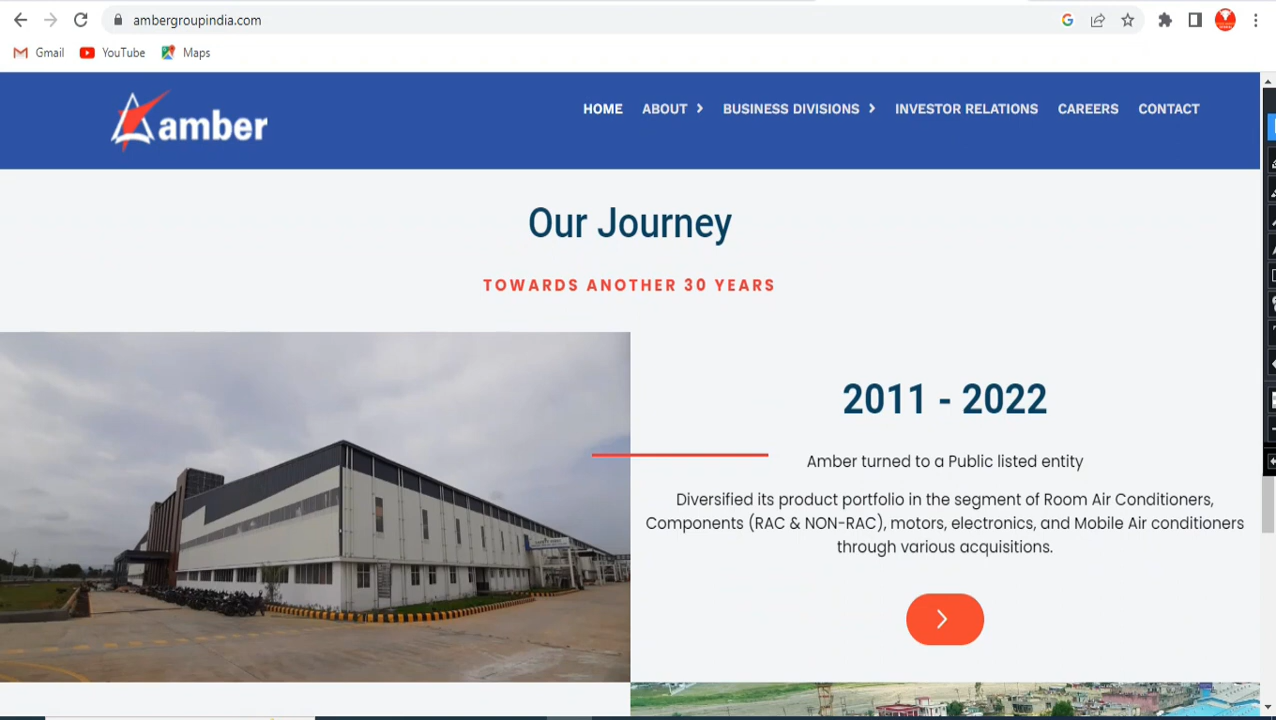 ambergroupindia.com
Gmail YouTube Maps
amber
HOME ABOUT BUSINESS DIVISIONS INVESTOR RELATIONS CAREERS CONTACT
Our Journey
TOWARDS ANOTHER 30 YEARS
2011 - 2022
Amber turned to a Public listed entity
Diversified its product portfolio in the segment of Room Air Conditioners,
Components (RAC & NON-RAC), motors, electronics, and Mobile Air conditioners
through various acquisitions.